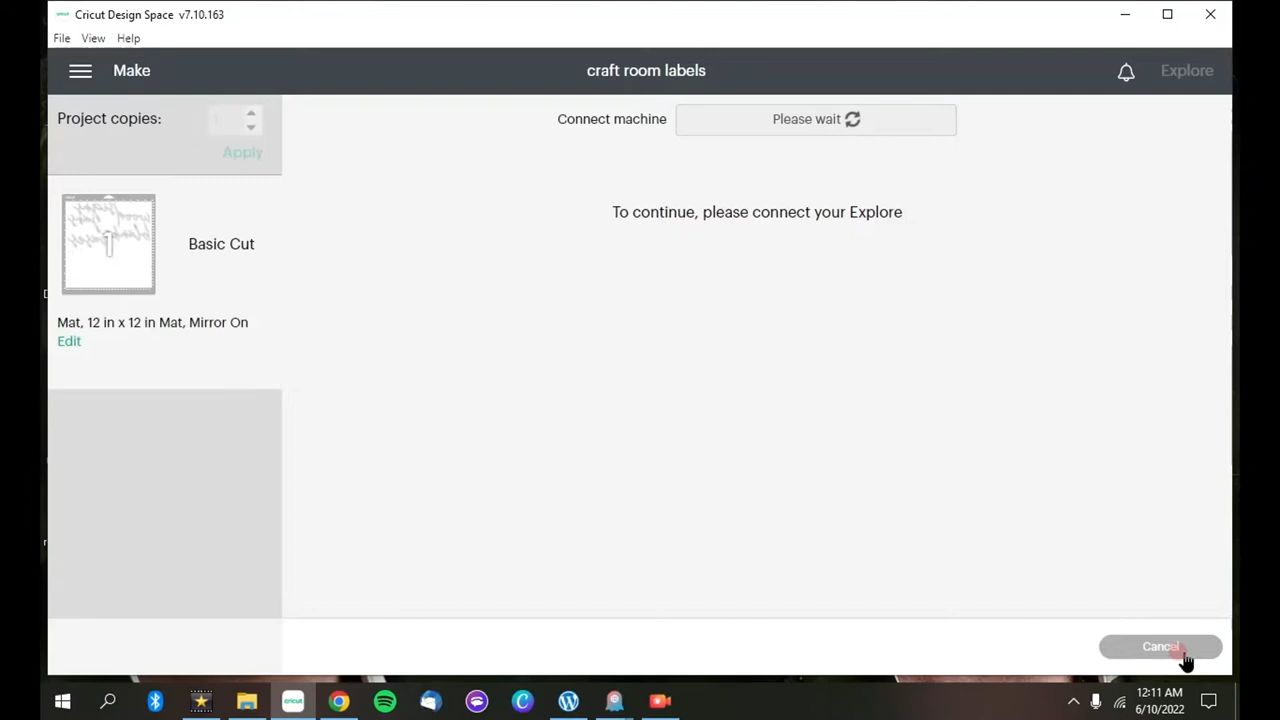 Cricut Design Space v7.10.163
File View Help
Make
craft room labels
Explore
Project copies:
1
Apply
Connect machine
Please wait
To continue, please connect your Explore
Basic Cut
Mat, 12 in x 12 in Mat, Mirror On
Edit
Cancel
cricut
12:11 AM
6/10/2022